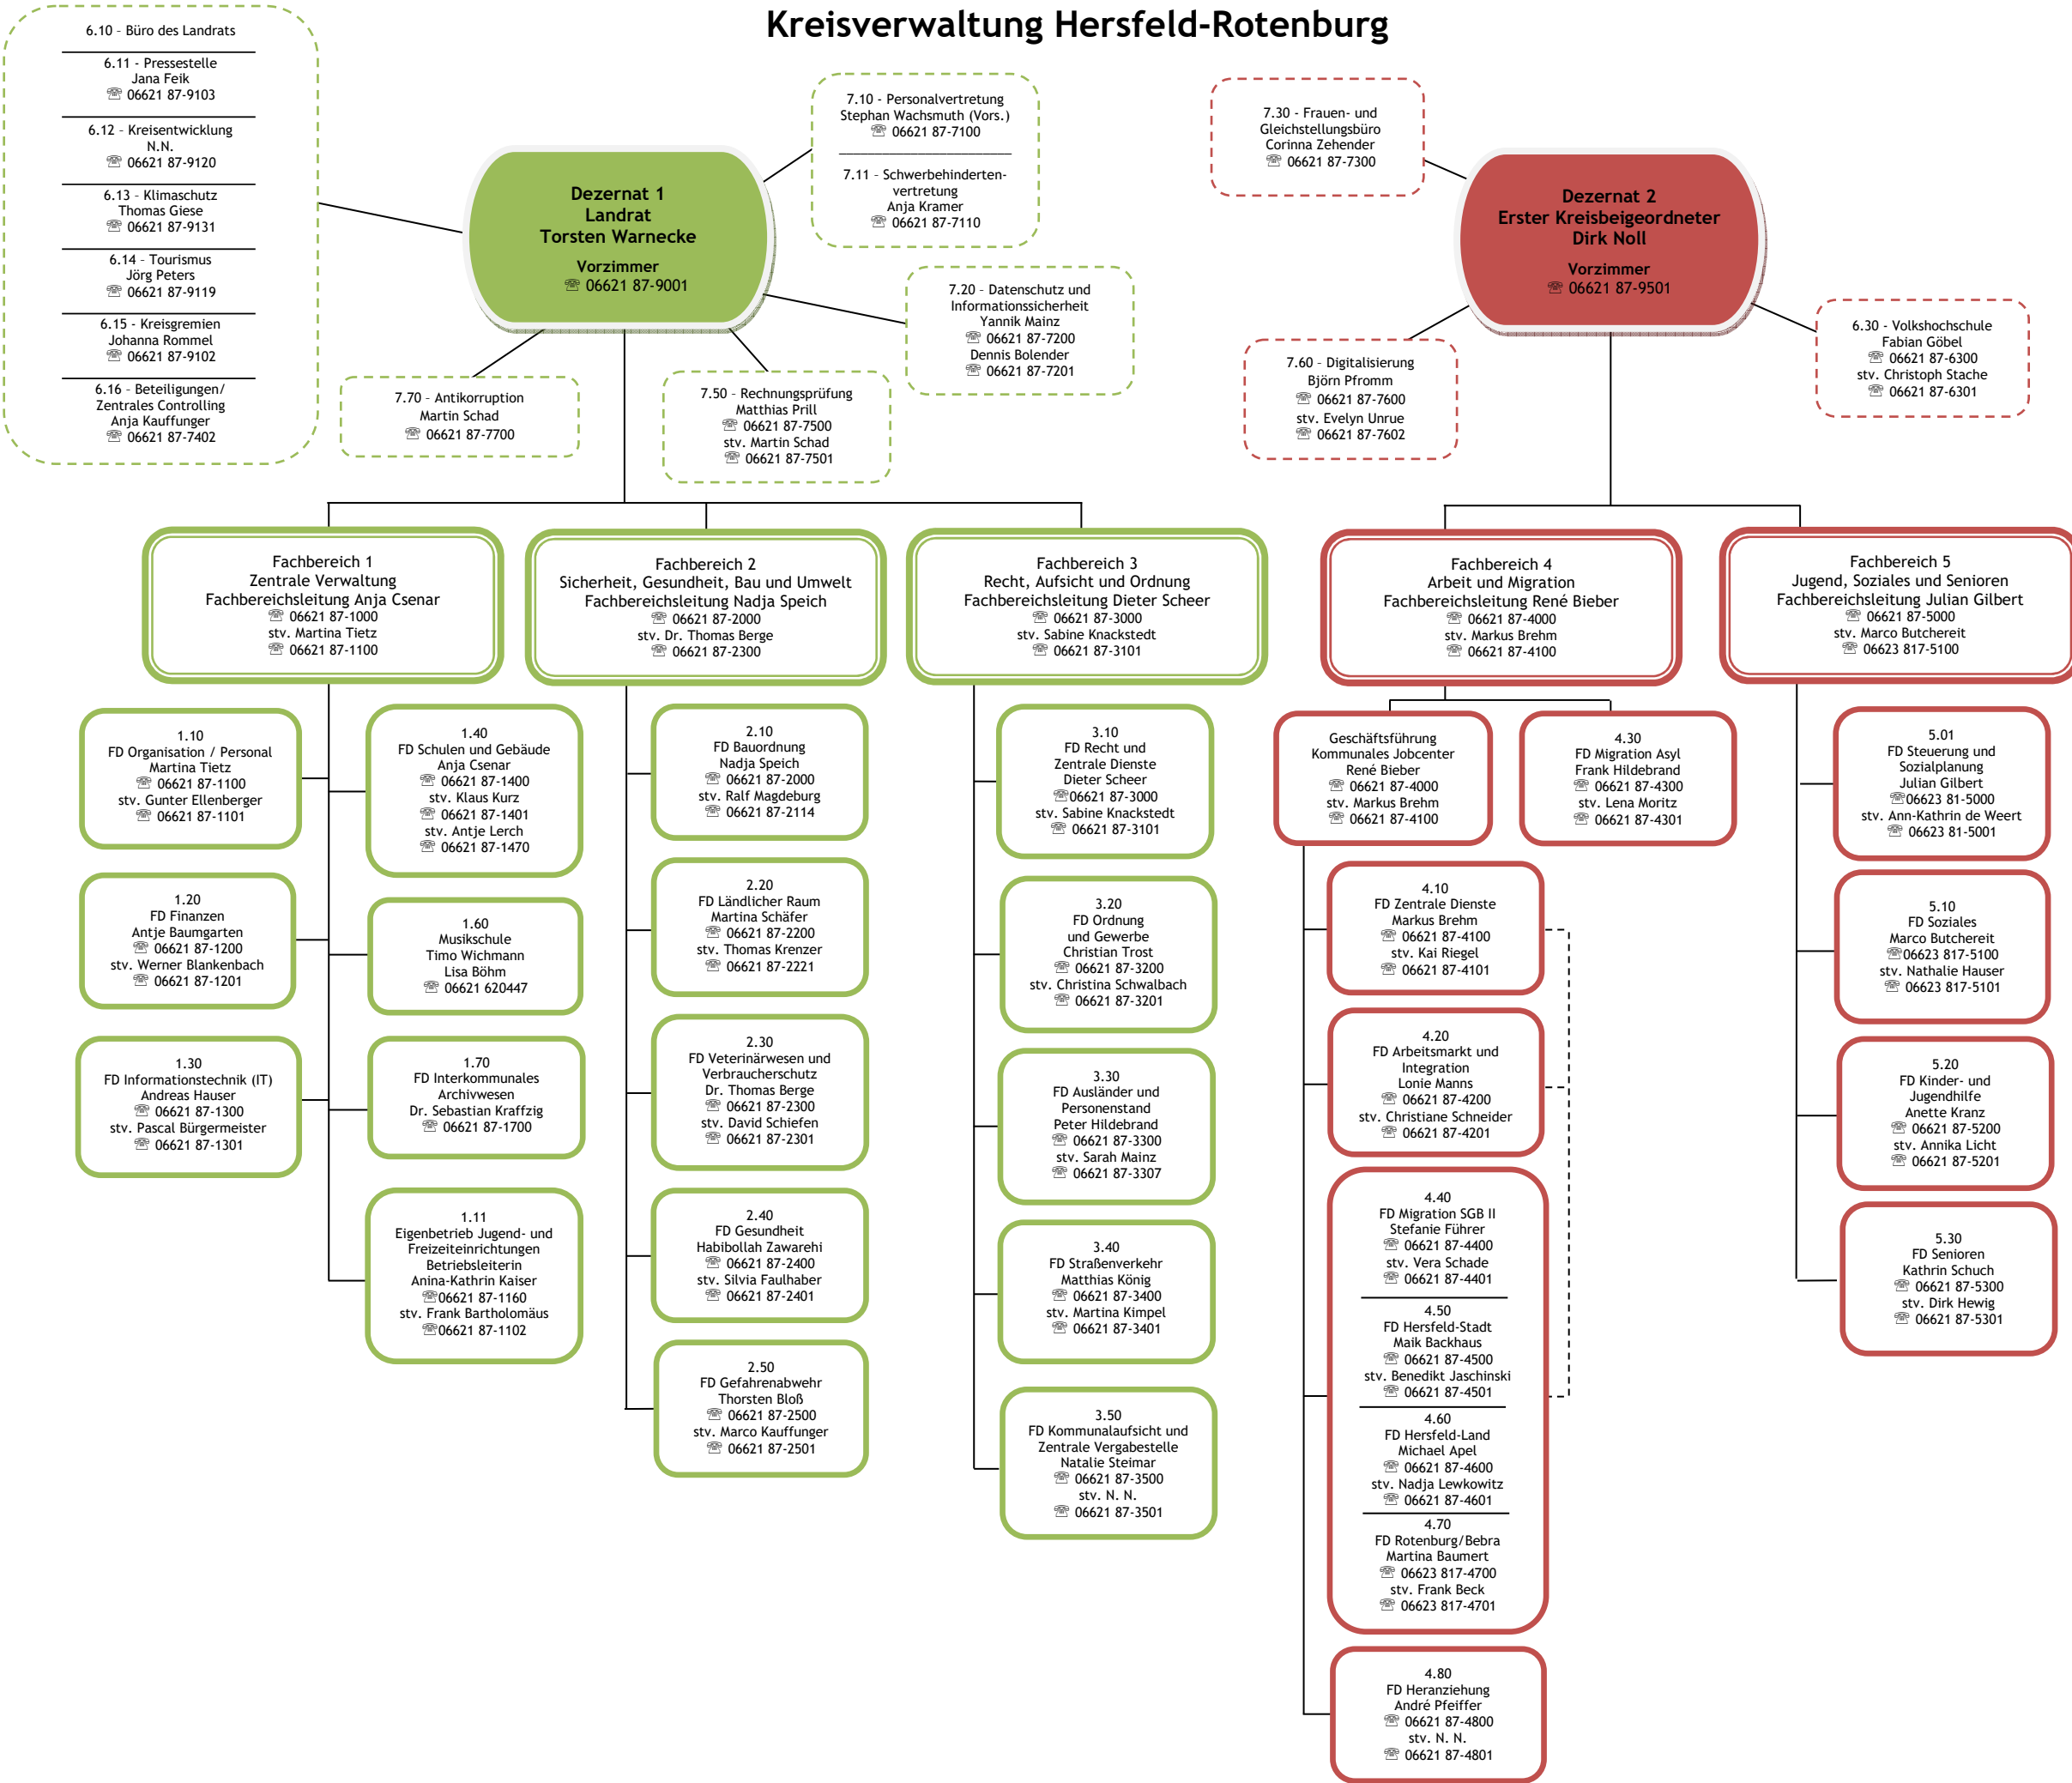 Kreisverwaltung Hersfeld-Rotenburg
6.10 – Büro des Landrats
6.11 - Pressestelle
Jana Feik
☏ 06621 87-9103
6.12 – Kreisentwicklung
N.N.
☏ 06621 87-9120
6.13 – Klimaschutz
Thomas Giese
☏ 06621 87-9131
6.14 – Tourismus
Jörg Peters
☏ 06621 87-9119
6.15 - Kreisgremien
Johanna Rommel
☏ 06621 87-9102
6.16 – Beteiligungen/
Zentrales Controlling
Anja Kauffunger
☏ 06621 87-7402
Dezernat 1
Landrat
Torsten Warnecke
Vorzimmer
☏ 06621 87-9001
7.10 - Personalvertretung
Stephan Wachsmuth (Vors.)
☏ 06621 87-7100
7.11 – Schwerbehinderten-
vertretung
Anja Kramer
☏ 06621 87-7110
7.20 – Datenschutz und
Informationssicherheit
Yannik Mainz
☏ 06621 87-7200
Dennis Bolender
☏ 06621 87-7201
7.70 – Antikorruption
Martin Schad
☏ 06621 87-7700
7.50 – Rechnungsprüfung
Matthias Prill
☏ 06621 87-7500
stv. Martin Schad
☏ 06621 87-7501
7.30 - Frauen- und
Gleichstellungsbüro
Corinna Zehender
☏ 06621 87-7300
Dezernat 2
Erster Kreisbeigeordneter
Dirk Noll
Vorzimmer
☏ 06621 87-9501
7.60 – Digitalisierung
Björn Pfromm
☏ 06621 87-7600
stv. Evelyn Unrue
☏ 06621 87-7602
6.30 - Volkshochschule
Fabian Göbel
☏ 06621 87-6300
stv. Christoph Stache
☏ 06621 87-6301
Fachbereich 1
Zentrale Verwaltung
Fachbereichsleitung Anja Csenar
☏ 06621 87-1000
stv. Martina Tietz
☏ 06621 87-1100
1.10
FD Organisation / Personal
Martina Tietz
☏ 06621 87-1100
stv. Gunter Ellenberger
☏ 06621 87-1101
1.20
FD Finanzen
Antje Baumgarten
☏ 06621 87-1200
stv. Werner Blankenbach
☏ 06621 87-1201
1.30
FD Informationstechnik (IT)
Andreas Hauser
☏ 06621 87-1300
stv. Pascal Bürgermeister
☏ 06621 87-1301
1.40
FD Schulen und Gebäude
Anja Csenar
☏ 06621 87-1400
stv. Klaus Kurz
☏ 06621 87-1401
stv. Antje Lerch
☏ 06621 87-1470
1.60
Musikschule
Timo Wichmann
Lisa Böhm
☏ 06621 620447
1.70
FD Interkommunales
Archivwesen
Dr. Sebastian Kraffzig
☏ 06621 87-1700
1.11
Eigenbetrieb Jugend- und
Freizeiteinrichtungen
Betriebsleiterin
Anina-Kathrin Kaiser
☏06621 87-1160
stv. Frank Bartholomäus
☏06621 87-1102
Fachbereich 2
Sicherheit, Gesundheit, Bau und Umwelt
Fachbereichsleitung Nadja Speich
☏ 06621 87-2000
stv. Dr. Thomas Berge
☏ 06621 87-2300
2.10
FD Bauordnung
Nadja Speich
☏ 06621 87-2000
stv. Ralf Magdeburg
☏ 06621 87-2114
2.20
FD Ländlicher Raum
Martina Schäfer
☏ 06621 87-2200
stv. Thomas Krenzer
☏ 06621 87-2221
2.30
FD Veterinärwesen und
Verbraucherschutz
Dr. Thomas Berge
☏ 06621 87-2300
stv. David Schiefen
☏ 06621 87-2301
2.40
FD Gesundheit
Habibollah Zawarehi
☏ 06621 87-2400
stv. Silvia Faulhaber
☏ 06621 87-2401
2.50
FD Gefahrenabwehr
Thorsten Bloß
☏ 06621 87-2500
stv. Marco Kauffunger
☏ 06621 87-2501
Fachbereich 3
Recht, Aufsicht und Ordnung
Fachbereichsleitung Dieter Scheer
☏ 06621 87-3000
stv. Sabine Knackstedt
☏ 06621 87-3101
3.10
FD Recht und
Zentrale Dienste
Dieter Scheer
☏06621 87-3000
stv. Sabine Knackstedt
☏ 06621 87-3101
3.20
FD Ordnung
und Gewerbe
Christian Trost
☏ 06621 87-3200
stv. Christina Schwalbach
☏ 06621 87-3201
3.30
FD Ausländer und
Personenstand
Peter Hildebrand
☏ 06621 87-3300
stv. Sarah Mainz
☏ 06621 87-3307
3.40
FD Straßenverkehr
Matthias König
☏ 06621 87-3400
stv. Martina Kimpel
☏ 06621 87-3401
3.50
FD Kommunalaufsicht und
Zentrale Vergabestelle
Natalie Steimar
☏ 06621 87-3500
stv. N. N.
☏ 06621 87-3501
Fachbereich 4
Arbeit und Migration
Fachbereichsleitung René Bieber
☏ 06621 87-4000
stv. Markus Brehm
☏ 06621 87-4100
Geschäftsführung
Kommunales Jobcenter
René Bieber
☏ 06621 87-4000
stv. Markus Brehm
☏ 06621 87-4100
4.30
FD Migration Asyl
Frank Hildebrand
☏ 06621 87-4300
stv. Lena Moritz
☏ 06621 87-4301
4.10
FD Zentrale Dienste
Markus Brehm
☏ 06621 87-4100
stv. Kai Riegel
☏ 06621 87-4101
4.20
FD Arbeitsmarkt und
Integration
Lonie Manns
☏ 06621 87-4200
stv. Christiane Schneider
☏ 06621 87-4201
4.40
FD Migration SGB II
Stefanie Führer
☏ 06621 87-4400
stv. Vera Schade
☏ 06621 87-4401
4.50
FD Hersfeld-Stadt
Maik Backhaus
☏ 06621 87-4500
stv. Benedikt Jaschinski
☏ 06621 87-4501
4.60
FD Hersfeld-Land
Michael Apel
☏ 06621 87-4600
stv. Nadja Lewkowitz
☏ 06621 87-4601
4.70
FD Rotenburg/Bebra
Martina Baumert
☏ 06623 817-4700
stv. Frank Beck
☏ 06623 817-4701
4.80
FD Heranziehung
André Pfeiffer
☏ 06621 87-4800
stv. N. N.
☏ 06621 87-4801
Fachbereich 5
Jugend, Soziales und Senioren
Fachbereichsleitung Julian Gilbert
☏ 06621 87-5000
stv. Marco Butchereit
☏ 06623 817-5100
5.01
FD Steuerung und
Sozialplanung
Julian Gilbert
☏06623 81-5000
stv. Ann-Kathrin de Weert
☏ 06623 81-5001
5.10
FD Soziales
Marco Butchereit
☏06623 817-5100
stv. Nathalie Hauser
☏ 06623 817-5101
5.20
FD Kinder- und
Jugendhilfe
Anette Kranz
☏ 06621 87-5200
stv. Annika Licht
☏ 06621 87-5201
5.30
FD Senioren
Kathrin Schuch
☏ 06621 87-5300
stv. Dirk Hewig
☏ 06621 87-5301